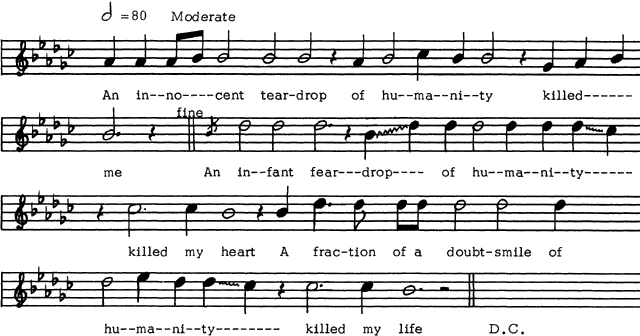 =80 Moderate
An in--no----cent tear-drop of hu--ma--ni--ty killed------
fine
me An in--fant fear---drop---- of hu--ma--ni--ty------
killed my heart A frac-tion of a doubt-smile of
hu--ma--ni--ty-------- killed my life D.C.